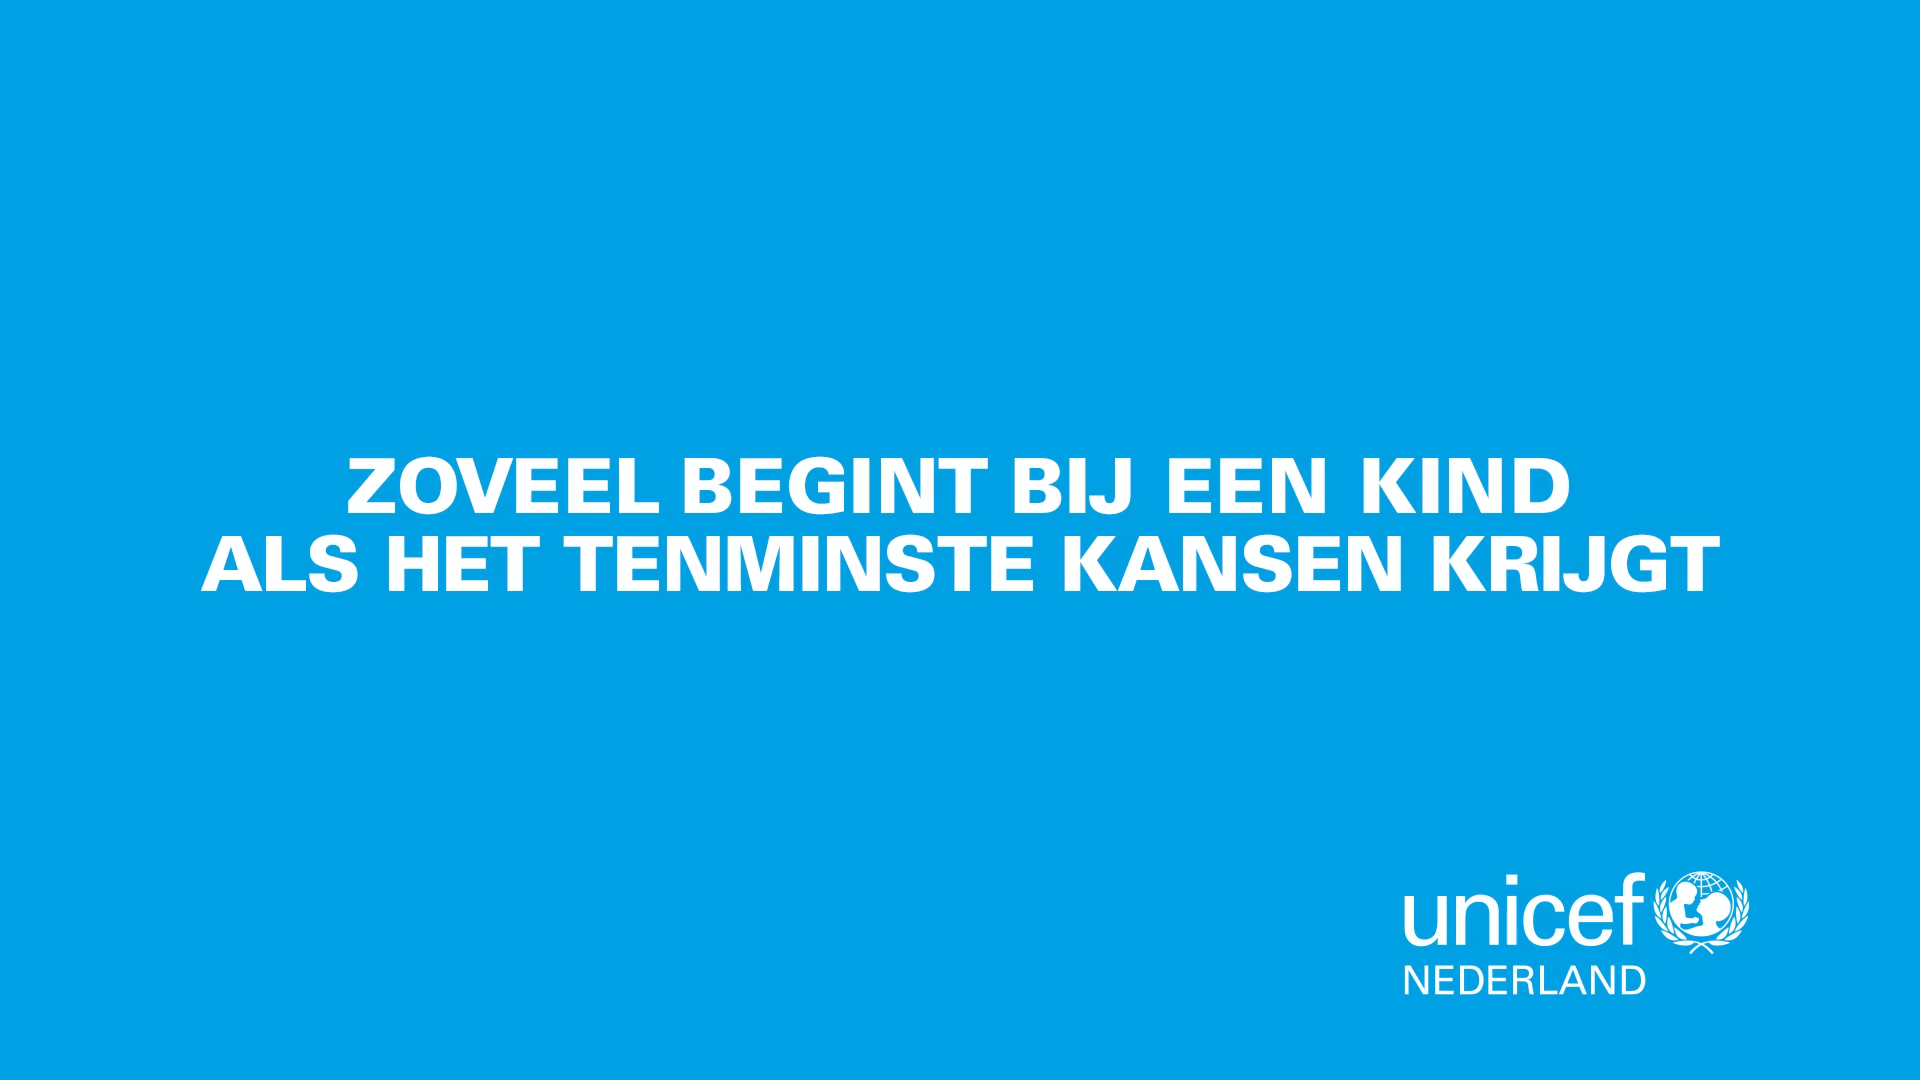 ZOVEEL BEGINT BIJ EEN KIND
ALS HET TENMINSTE KANSEN KRIJGT
unicef
NEDERLAND